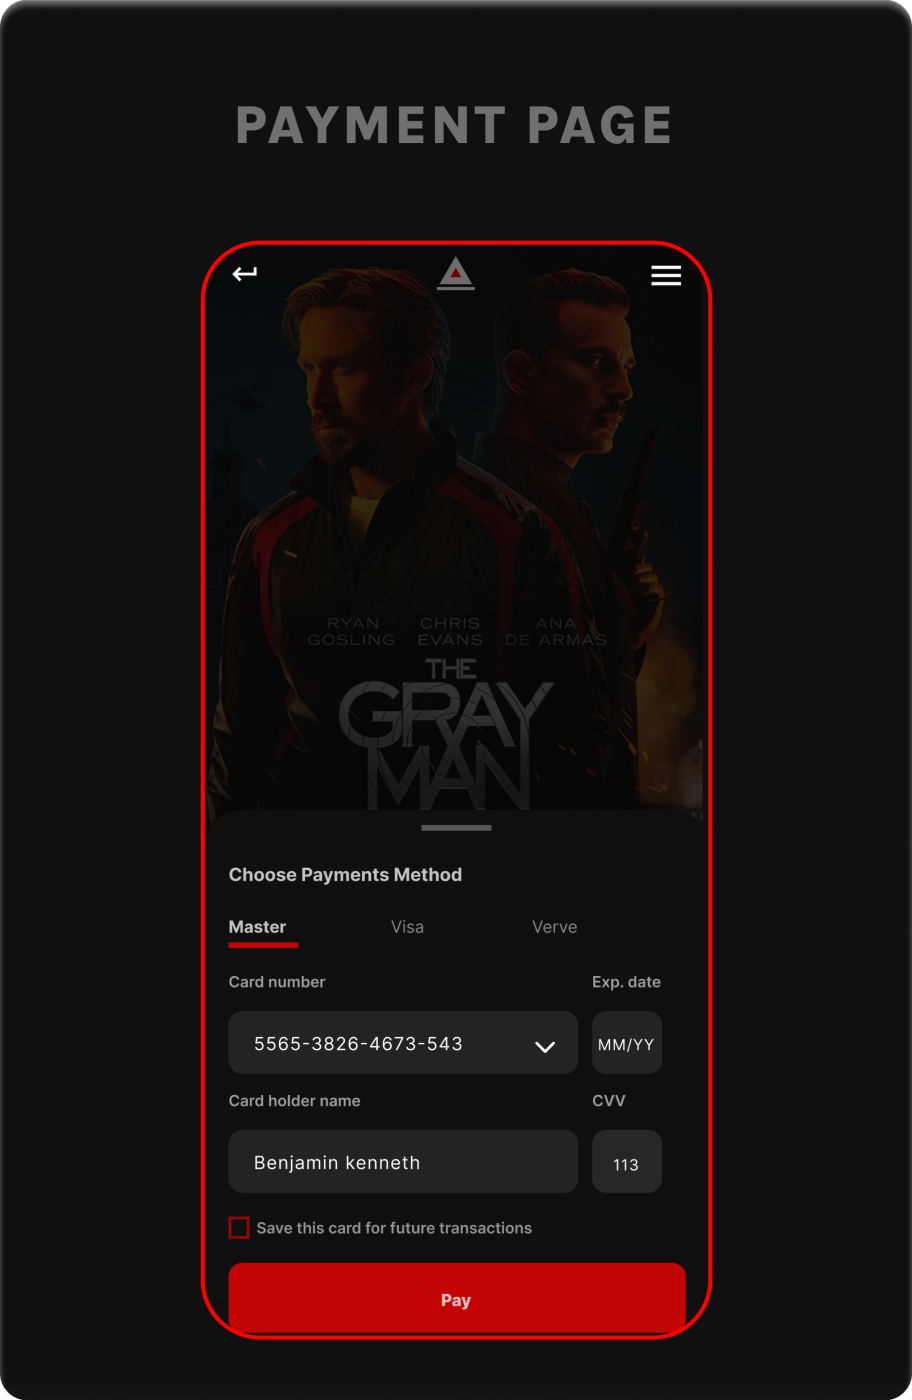 PAYMENT PAGE
RYAN GOSLING
CHRIS EVANS
ANA DE ARMAS
THE
GRAY
MAN
Choose Payments Method
Master Visa Verve
Card number Exp. date
5565-3826-4673-543 MM/YY
Card holder name CVV
Benjamin kenneth 113
Save this card for future transactions
Pay